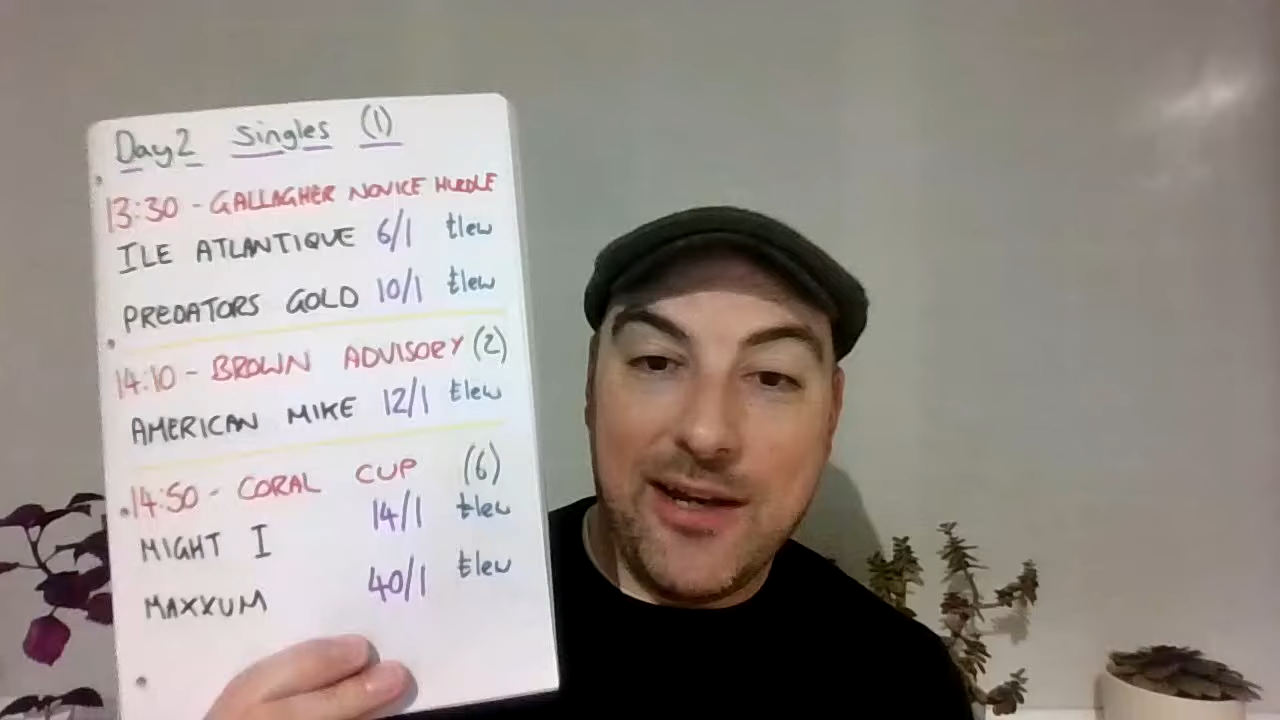 Day 2 Singles (1)
13:30 - GALLAGHER NOVICE HURDLE
ILE ATLANTIQUE 6/1 £1ew
PREDATORS GOLD 10/1 £1ew
14:10 - BROWN ADVISORY (2)
AMERICAN MIKE 12/1 £1ew
14:50 - CORAL CUP (6)
MIGHT I 14/1 £1ew
MAXXUM 40/1 £1ew